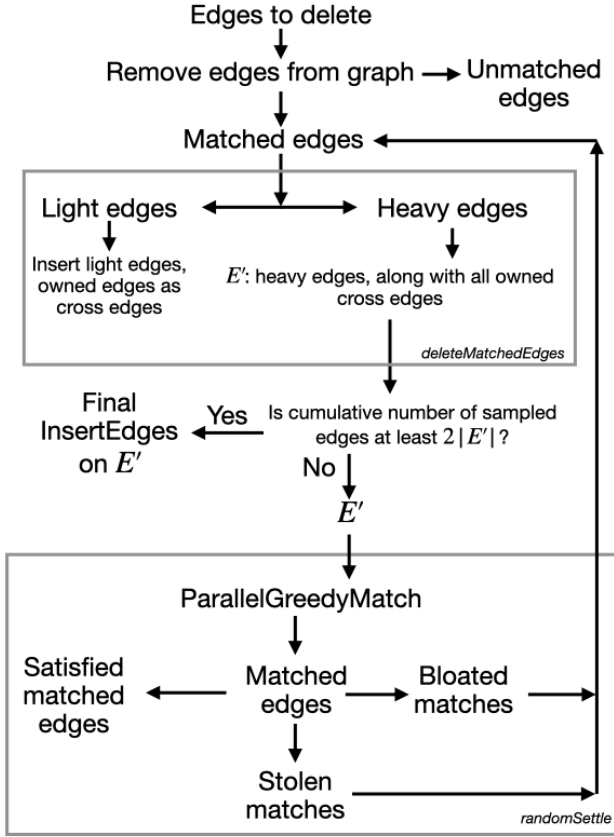 Edges to delete
Remove edges from graph
Unmatched
edges
Matched edges
Light edges
Heavy edges
Insert light edges,
owned edges as
cross edges
E′: heavy edges, along with all owned
cross edges
deleteMatchedEdges
Final
InsertEdges
on E′
Yes
Is cumulative number of sampled
edges at least 2|E′| ?
No
E′
ParallelGreedyMatch
Satisfied
matched
edges
Matched
edges
Bloated
matches
Stolen
matches
randomSettle